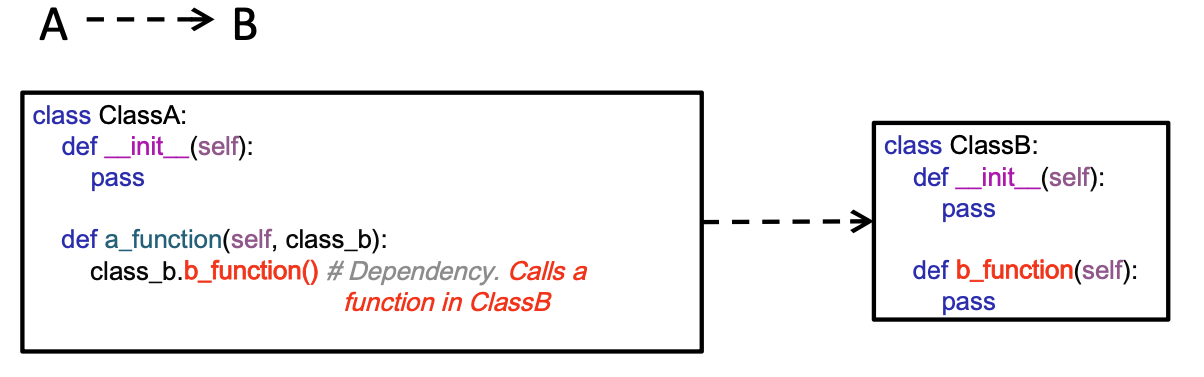 A B
class ClassA:
def __init__(self):
pass
def a_function(self, class_b):
class_b.b_function() # Dependency. Calls a
function in ClassB
class ClassB:
def __init__(self):
pass
def b_function(self):
pass